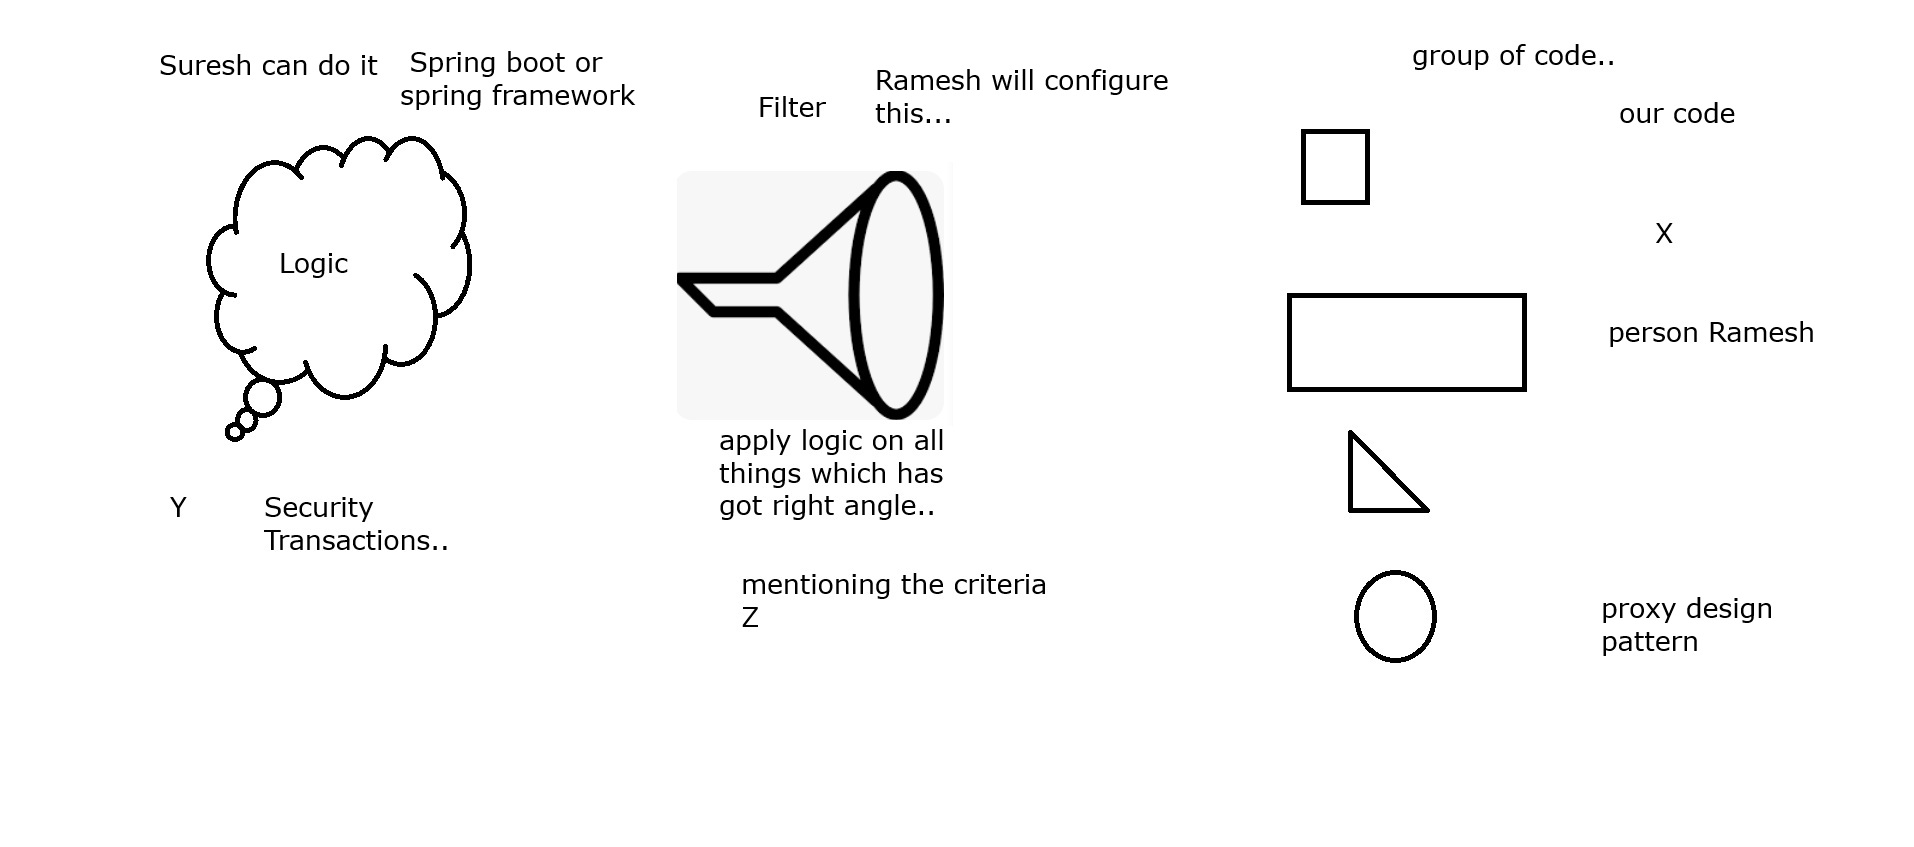 Suresh can do it
Spring boot or
spring framework
Logic
Y
Security
Transactions..
Filter
Ramesh will configure
this...
apply logic on all
things which has
got right angle..
mentioning the criteria
Z
group of code..
our code
X
person Ramesh
proxy design
pattern